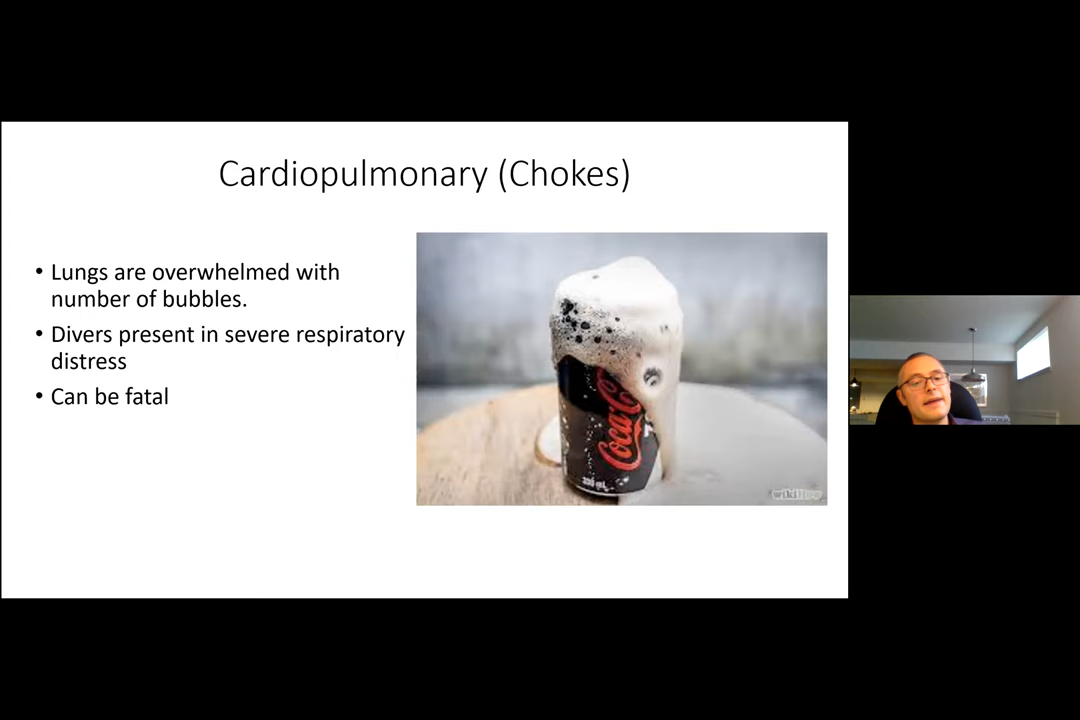 Cardiopulmonary (Chokes)
• Lungs are overwhelmed with
number of bubbles.
• Divers present in severe respiratory
distress
• Can be fatal
Coca-C
wikiHow